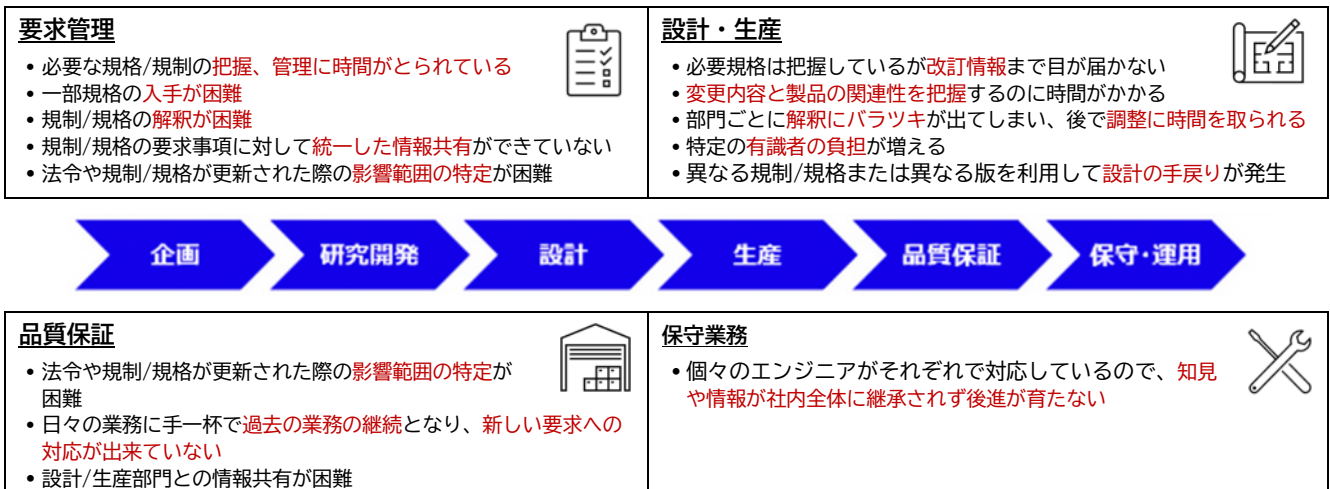 要求管理
• 必要な規格/規制の把握、管理に時間がとられている
• 一部規格の入手が困難
• 規制/規格の解釈が困難
• 規制/規格の要求事項に対して統一した情報共有ができていない
• 法令や規制/規格が更新された際の影響範囲の特定が困難
設計・生産
• 必要規格は把握しているが改訂情報まで目が届かない
• 変更内容と製品の関連性を把握するのに時間がかかる
• 部門ごとに解釈にバラツキが出てしまい、後で調整に時間を取られる
• 特定の有識者の負担が増える
• 異なる規制/規格または異なる版を利用して設計の手戻りが発生
企画 研究開発 設計 生産 品質保証 保守・運用
品質保証
• 法令や規制/規格が更新された際の影響範囲の特定が
困難
• 日々の業務に手一杯で過去の業務の継続となり、新しい要求への
対応が出来ていない
• 設計/生産部門との情報共有が困難
保守業務
• 個々のエンジニアがそれぞれで対応しているので、知見
や情報が社内全体に継承されず後進が育たない